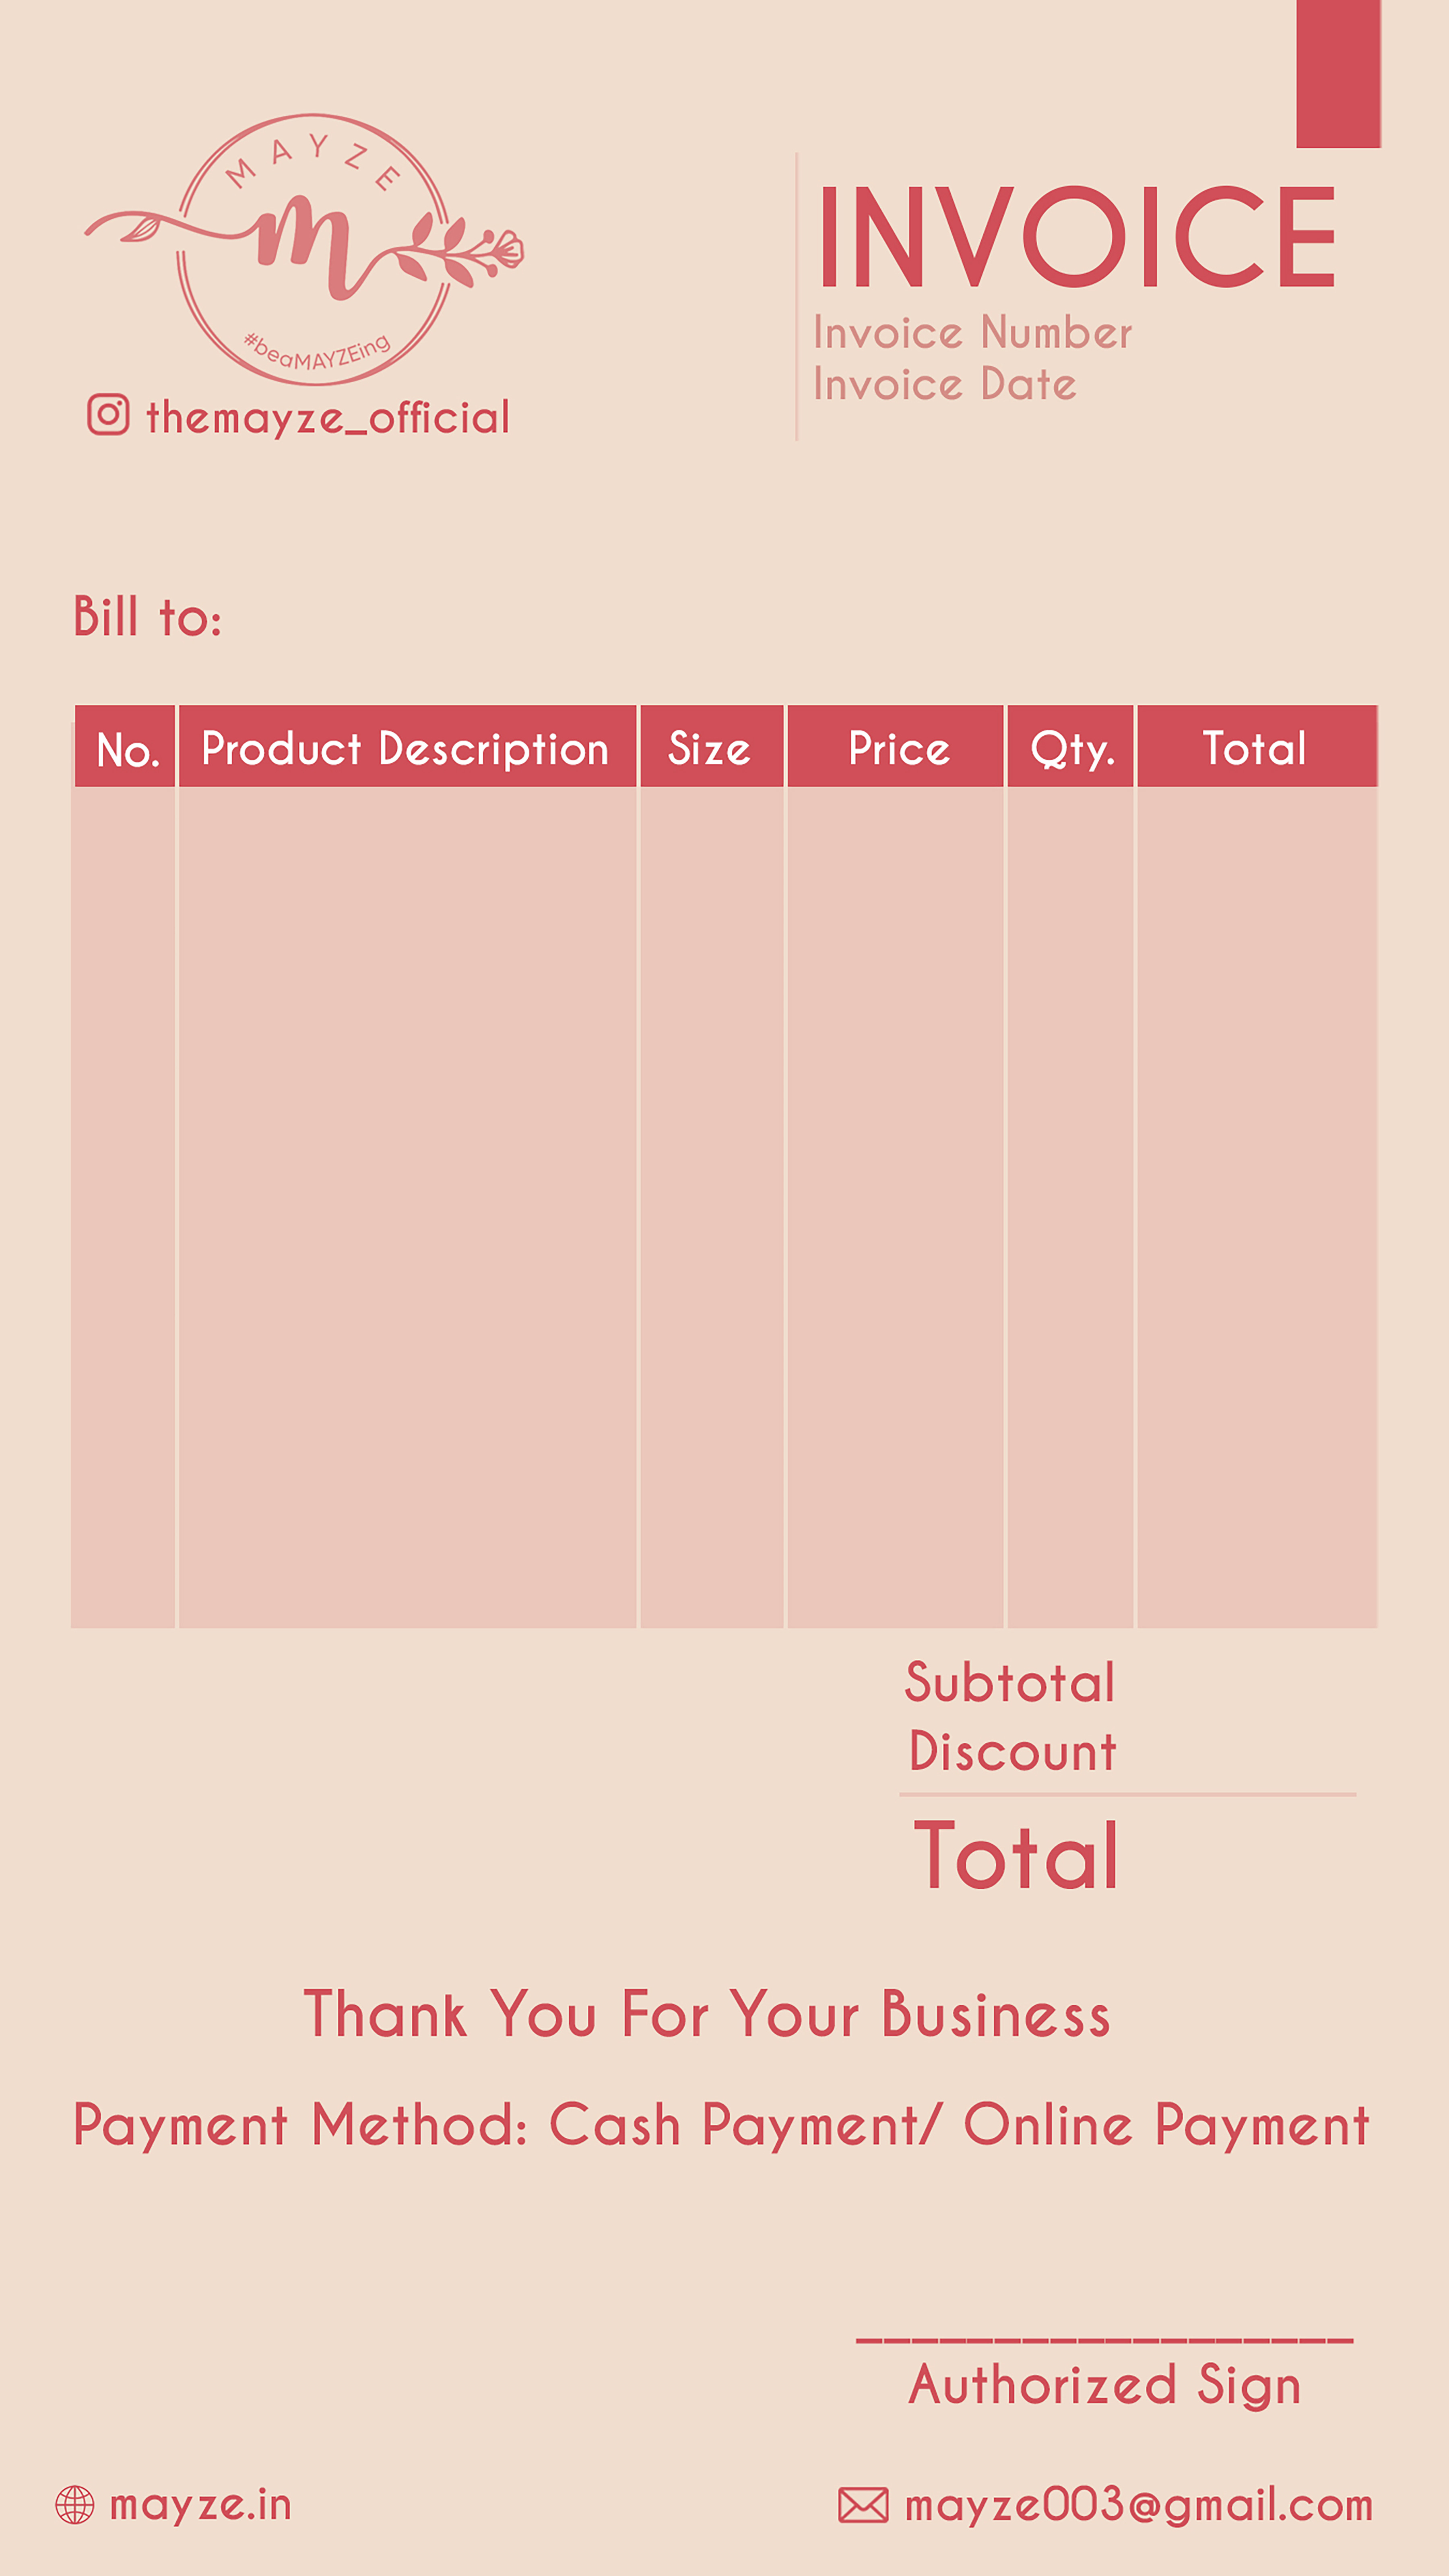 MAYZE
m
#beaMAYZEing
themayze_official
INVOICE
Invoice Number
Invoice Date
Bill to:
No. Product Description Size Price Qty. Total
Subtotal
Discount
Total
Thank You For Your Business
Payment Method: Cash Payment/ Online Payment
__________________
Authorized Sign
mayze.in mayze003@gmail.com